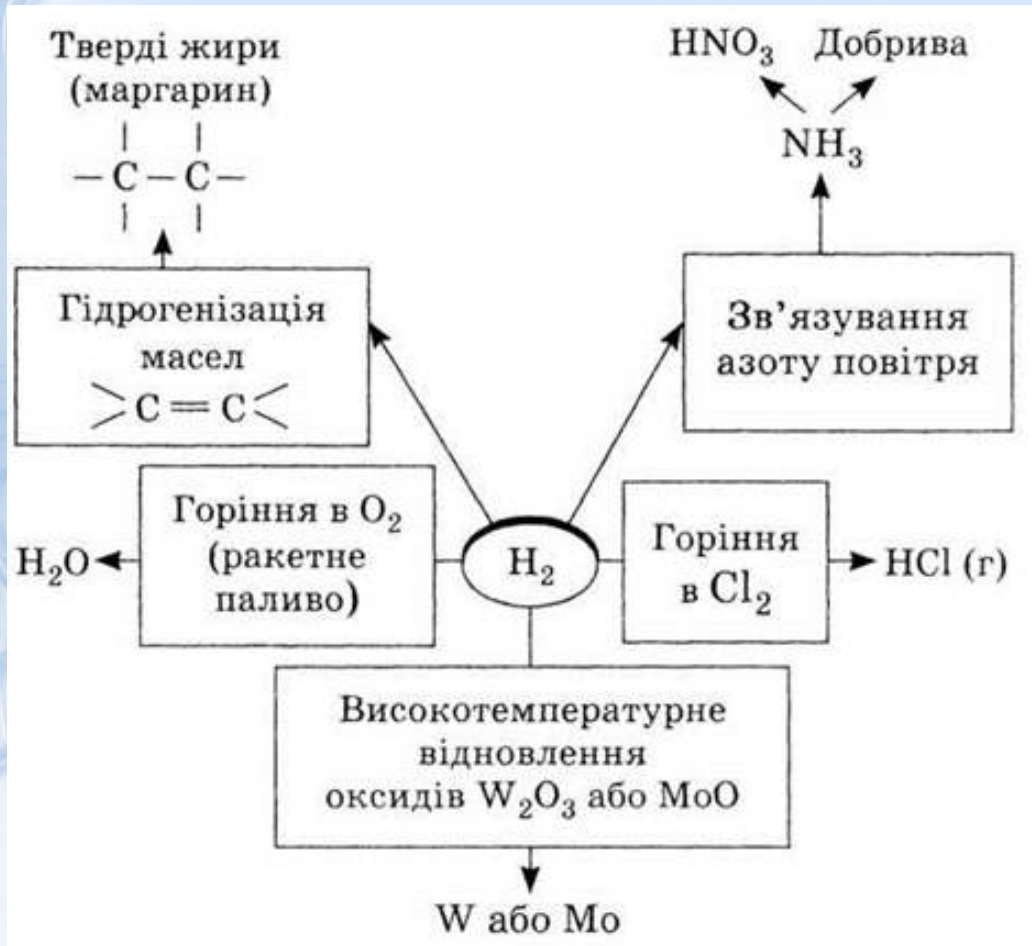 Тверді жири
(маргарин)
– C – C –
HNO₃ Добрива
NH₃
Гідрогенізація
масел
C = C
Зв’язування
азоту повітря
H₂O
Горіння в O₂
(ракетне
паливо)
H₂
Горіння
в Cl₂
HCl (г)
Високотемпературне
відновлення
оксидів W₂O₃ або MoO
W або Mo